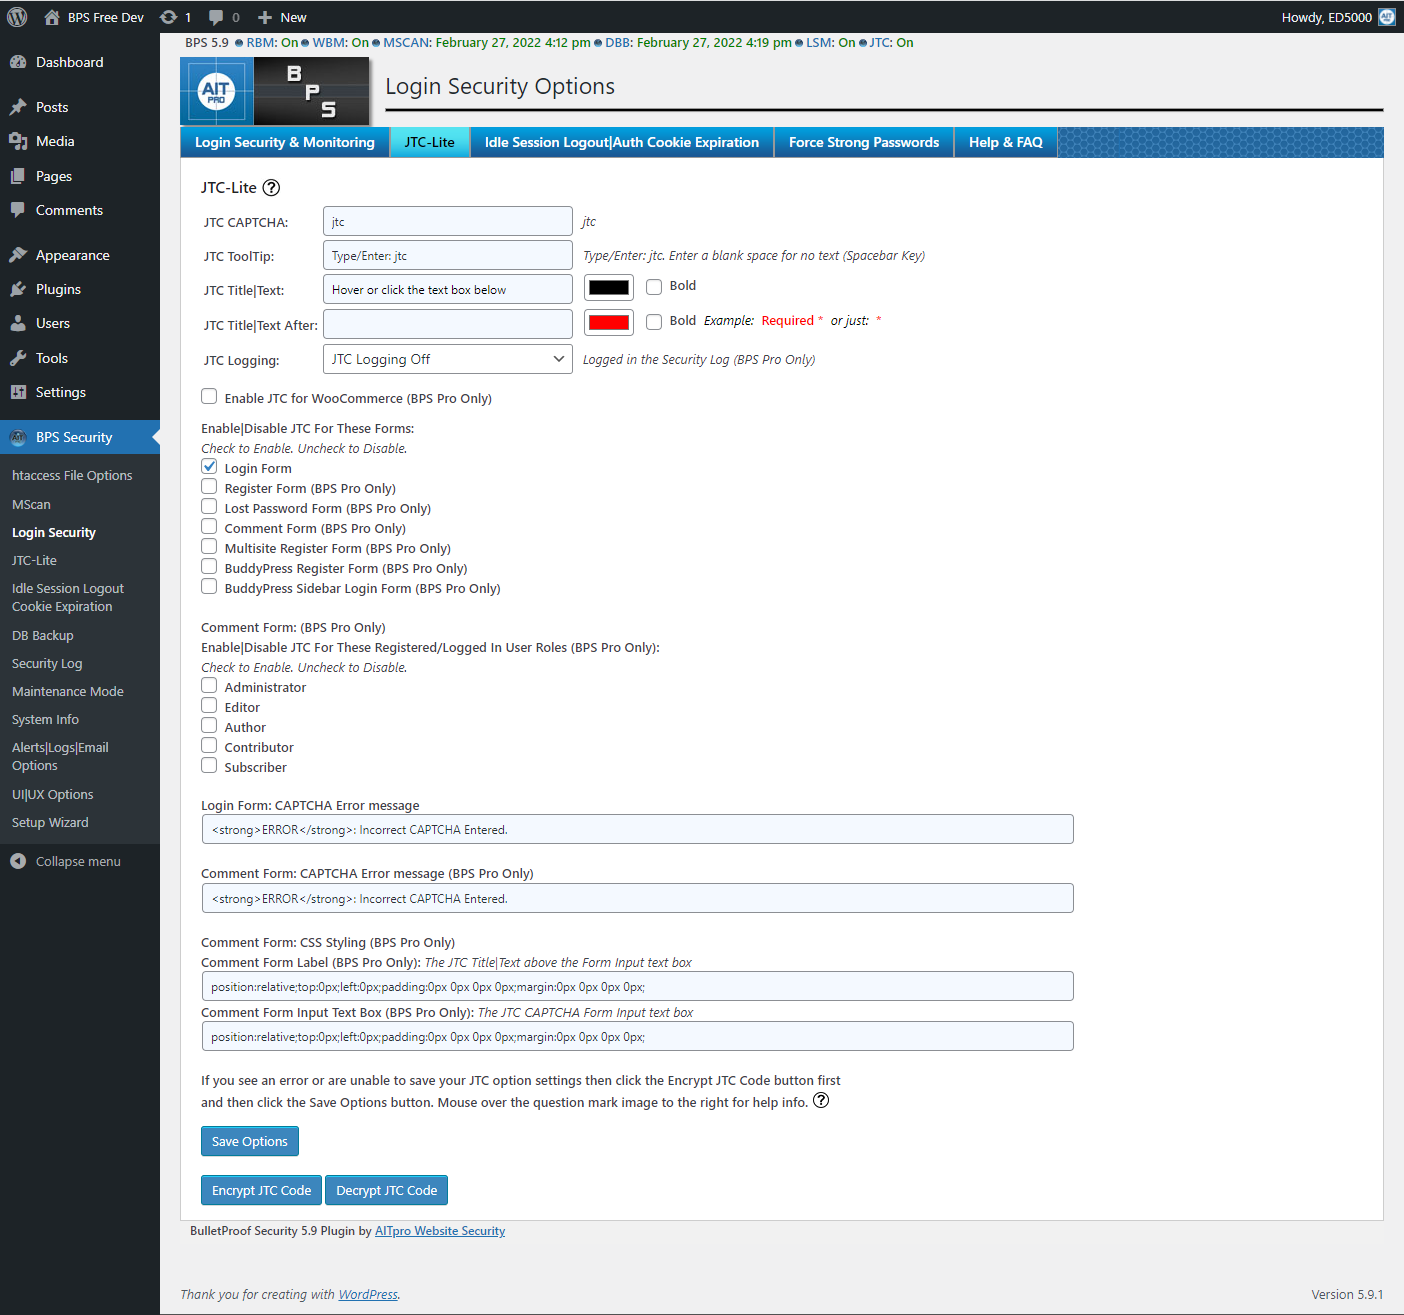 BPS Free Dev 1 0 New Howdy, ED5000
BPS 5.9 RBM: On WBM: On MSCAN: February 27, 2022 4:12 pm DBB: February 27, 2022 4:19 pm LSM: On JTC: On
AIT PRO
BPS
Login Security Options
Login Security & Monitoring JTC-Lite Idle Session Logout|Auth Cookie Expiration Force Strong Passwords Help & FAQ
Dashboard
Posts
Media
Pages
Comments
Appearance
Plugins
Users
Tools
Settings
BPS Security
htaccess File Options
MScan
Login Security
JTC-Lite
Idle Session Logout
Cookie Expiration
DB Backup
Security Log
Maintenance Mode
System Info
Alerts|Logs|Email
Options
UI|UX Options
Setup Wizard
Collapse menu
JTC-Lite ?
JTC CAPTCHA: jtc jtc
JTC ToolTip: Type/Enter: jtc Type/Enter: jtc. Enter a blank space for no text (Spacebar Key)
JTC Title|Text: Hover or click the text box below Bold
JTC Title|Text After: Bold Example: Required * or just: *
JTC Logging: JTC Logging Off Logged in the Security Log (BPS Pro Only)
Enable JTC for WooCommerce (BPS Pro Only)
Enable|Disable JTC For These Forms:
Check to Enable. Uncheck to Disable.
Login Form
Register Form (BPS Pro Only)
Lost Password Form (BPS Pro Only)
Comment Form (BPS Pro Only)
Multisite Register Form (BPS Pro Only)
BuddyPress Register Form (BPS Pro Only)
BuddyPress Sidebar Login Form (BPS Pro Only)
Comment Form: (BPS Pro Only)
Enable|Disable JTC For These Registered/Logged In User Roles (BPS Pro Only):
Check to Enable. Uncheck to Disable.
Administrator
Editor
Author
Contributor
Subscriber
Login Form: CAPTCHA Error message
<strong>ERROR</strong>: Incorrect CAPTCHA Entered.
Comment Form: CAPTCHA Error message (BPS Pro Only)
<strong>ERROR</strong>: Incorrect CAPTCHA Entered.
Comment Form: CSS Styling (BPS Pro Only)
Comment Form Label (BPS Pro Only): The JTC Title|Text above the Form Input text box
position:relative;top:0px;left:0px;padding:0px 0px 0px 0px;margin:0px 0px 0px 0px;
Comment Form Input Text Box (BPS Pro Only): The JTC CAPTCHA Form Input text box
position:relative;top:0px;left:0px;padding:0px 0px 0px 0px;margin:0px 0px 0px 0px;
If you see an error or are unable to save your JTC option settings then click the Encrypt JTC Code button first
and then click the Save Options button. Mouse over the question mark image to the right for help info. ?
Save Options
Encrypt JTC Code Decrypt JTC Code
BulletProof Security 5.9 Plugin by AITpro Website Security
Thank you for creating with WordPress. Version 5.9.1